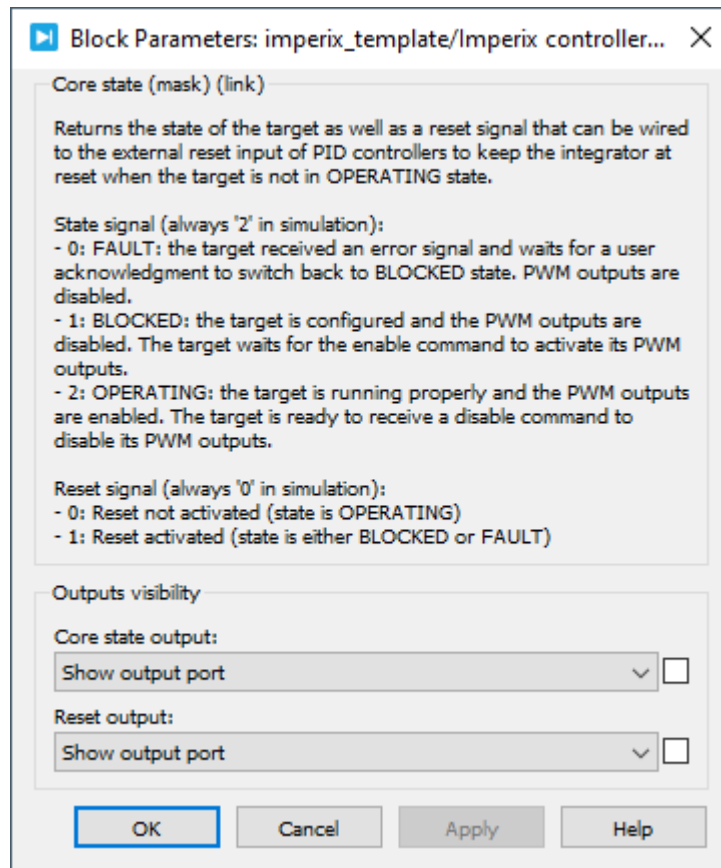 Block Parameters: imperix_template/Imperix controller...
Core state (mask) (link)
Returns the state of the target as well as a reset signal that can be wired
to the external reset input of PID controllers to keep the integrator at
reset when the target is not in OPERATING state.
State signal (always '2' in simulation):
- 0: FAULT: the target received an error signal and waits for a user
acknowledgment to switch back to BLOCKED state. PWM outputs are
disabled.
- 1: BLOCKED: the target is configured and the PWM outputs are
disabled. The target waits for the enable command to activate its PWM
outputs.
- 2: OPERATING: the target is running properly and the PWM outputs
are enabled. The target is ready to receive a disable command to
disable its PWM outputs.
Reset signal (always '0' in simulation):
- 0: Reset not activated (state is OPERATING)
- 1: Reset activated (state is either BLOCKED or FAULT)
Outputs visibility
Core state output:
Show output port
Reset output:
Show output port
OK Cancel Apply Help